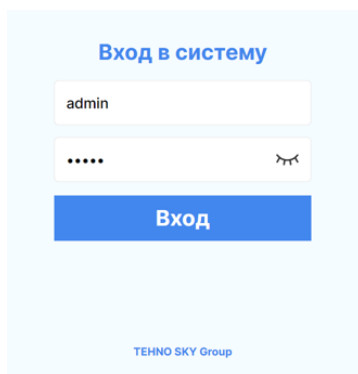 Вход в систему
admin
•••••
Вход
TEHNO SKY Group